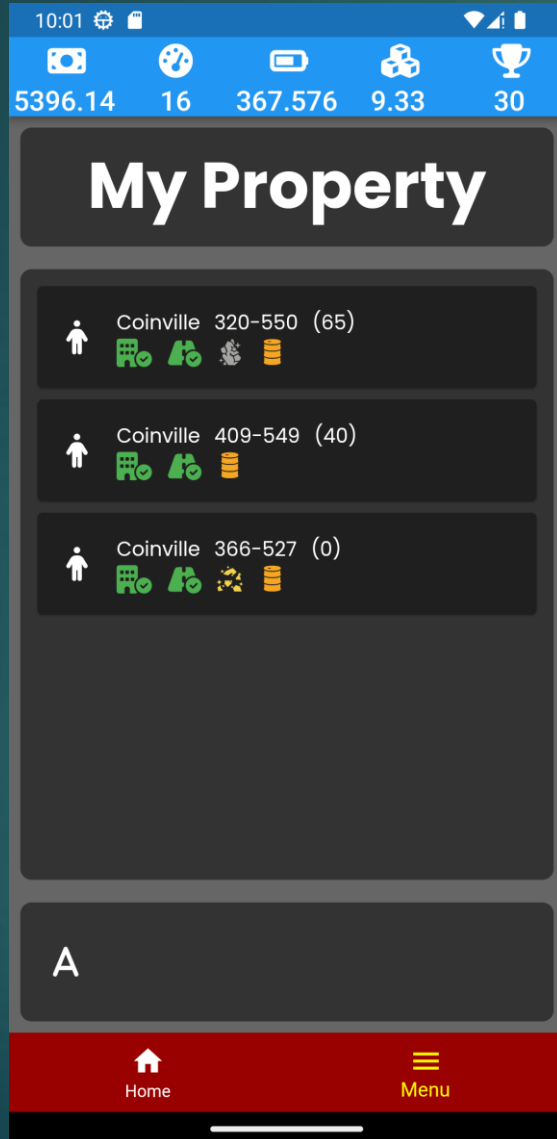 10:01
5396.14 16 367.576 9.33 30
My Property
Coinville 320-550 (65)
Coinville 409-549 (40)
Coinville 366-527 (0)
A
Home Menu